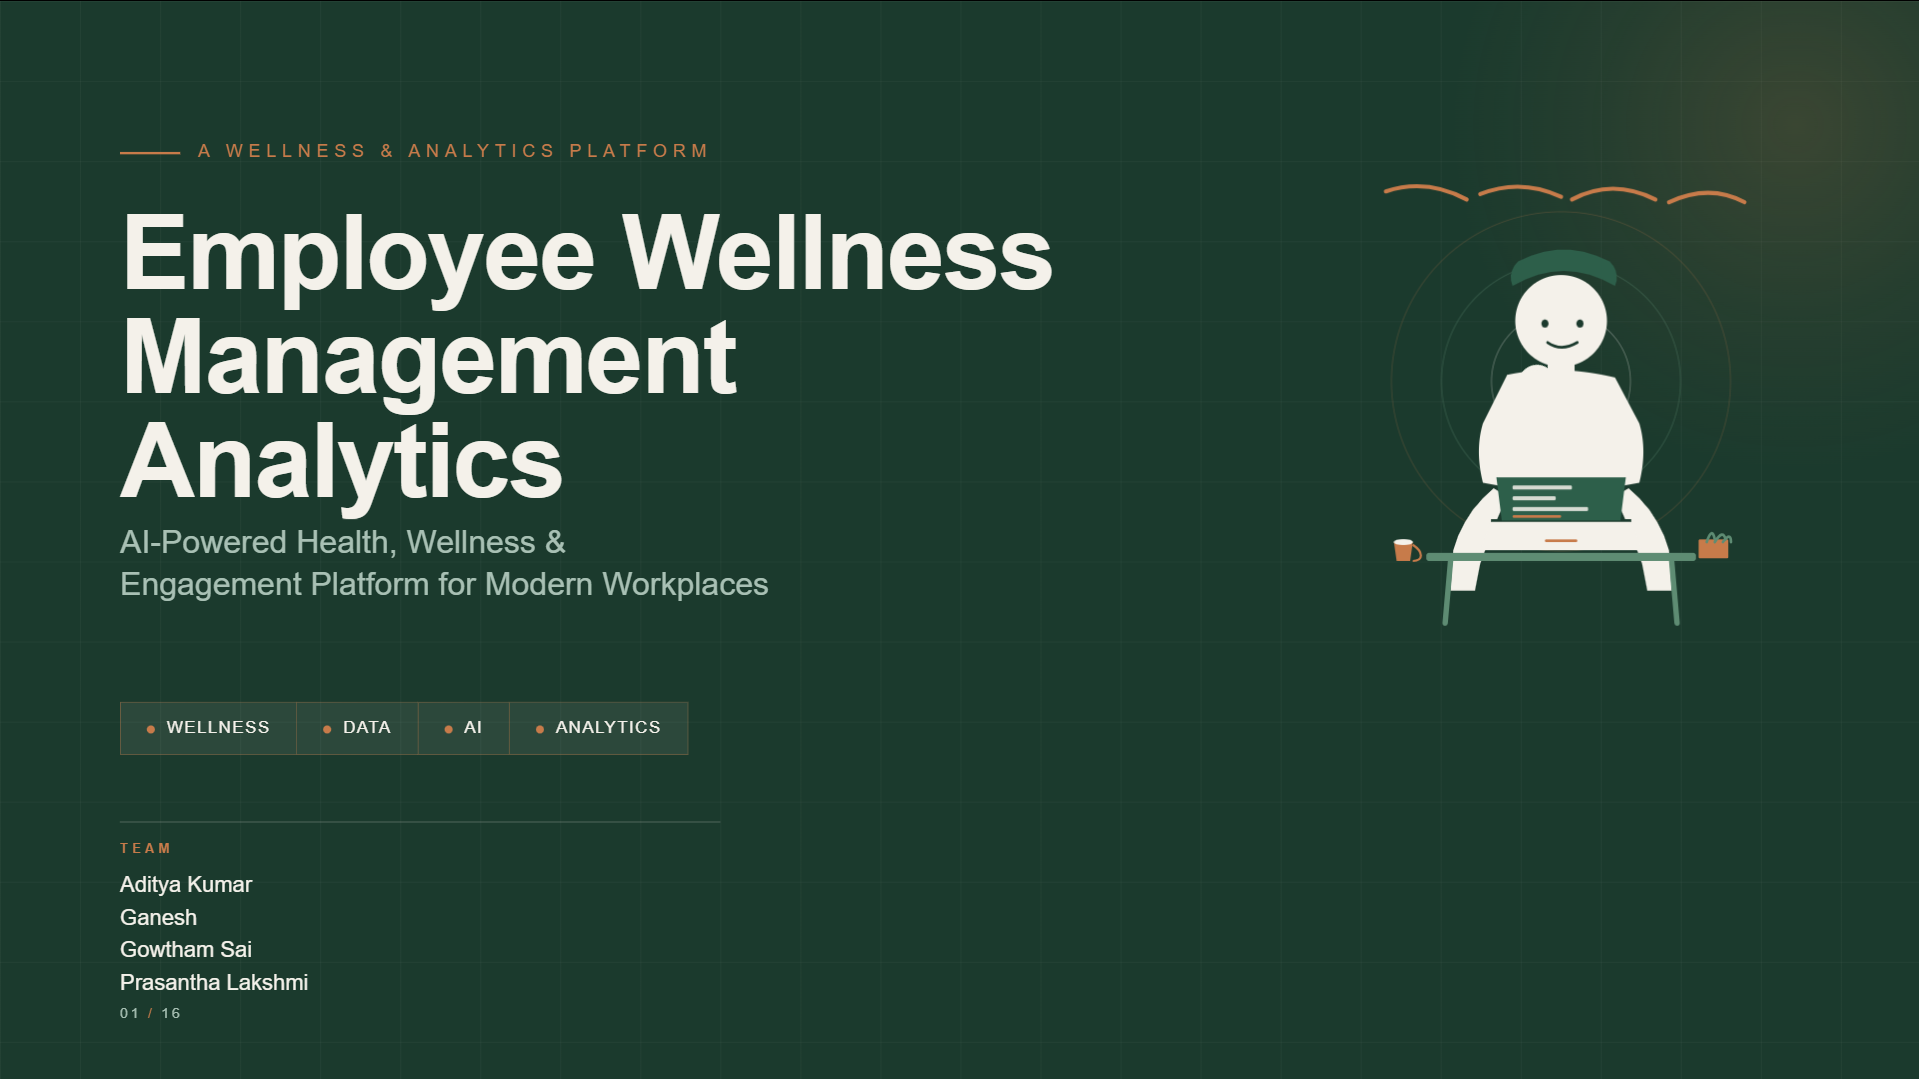 A WELLNESS & ANALYTICS PLATFORM
Employee Wellness
Management
Analytics
AI-Powered Health, Wellness &
Engagement Platform for Modern Workplaces
WELLNESS
DATA
AI
ANALYTICS
TEAM
Aditya Kumar
Ganesh
Gowtham Sai
Prasantha Lakshmi
01 / 16